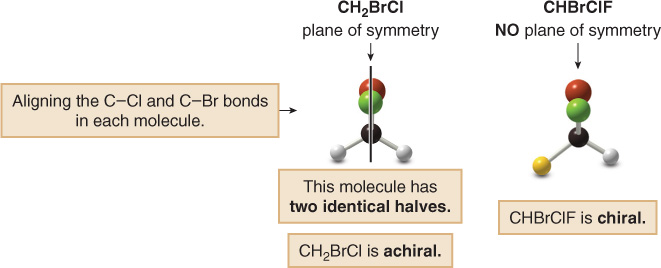 CH₂BrCl
plane of symmetry
CHBrClF
NO plane of symmetry
Aligning the C−Cl and C−Br bonds
in each molecule.
This molecule has
two identical halves.
CH₂BrCl is achiral.
CHBrClF is chiral.